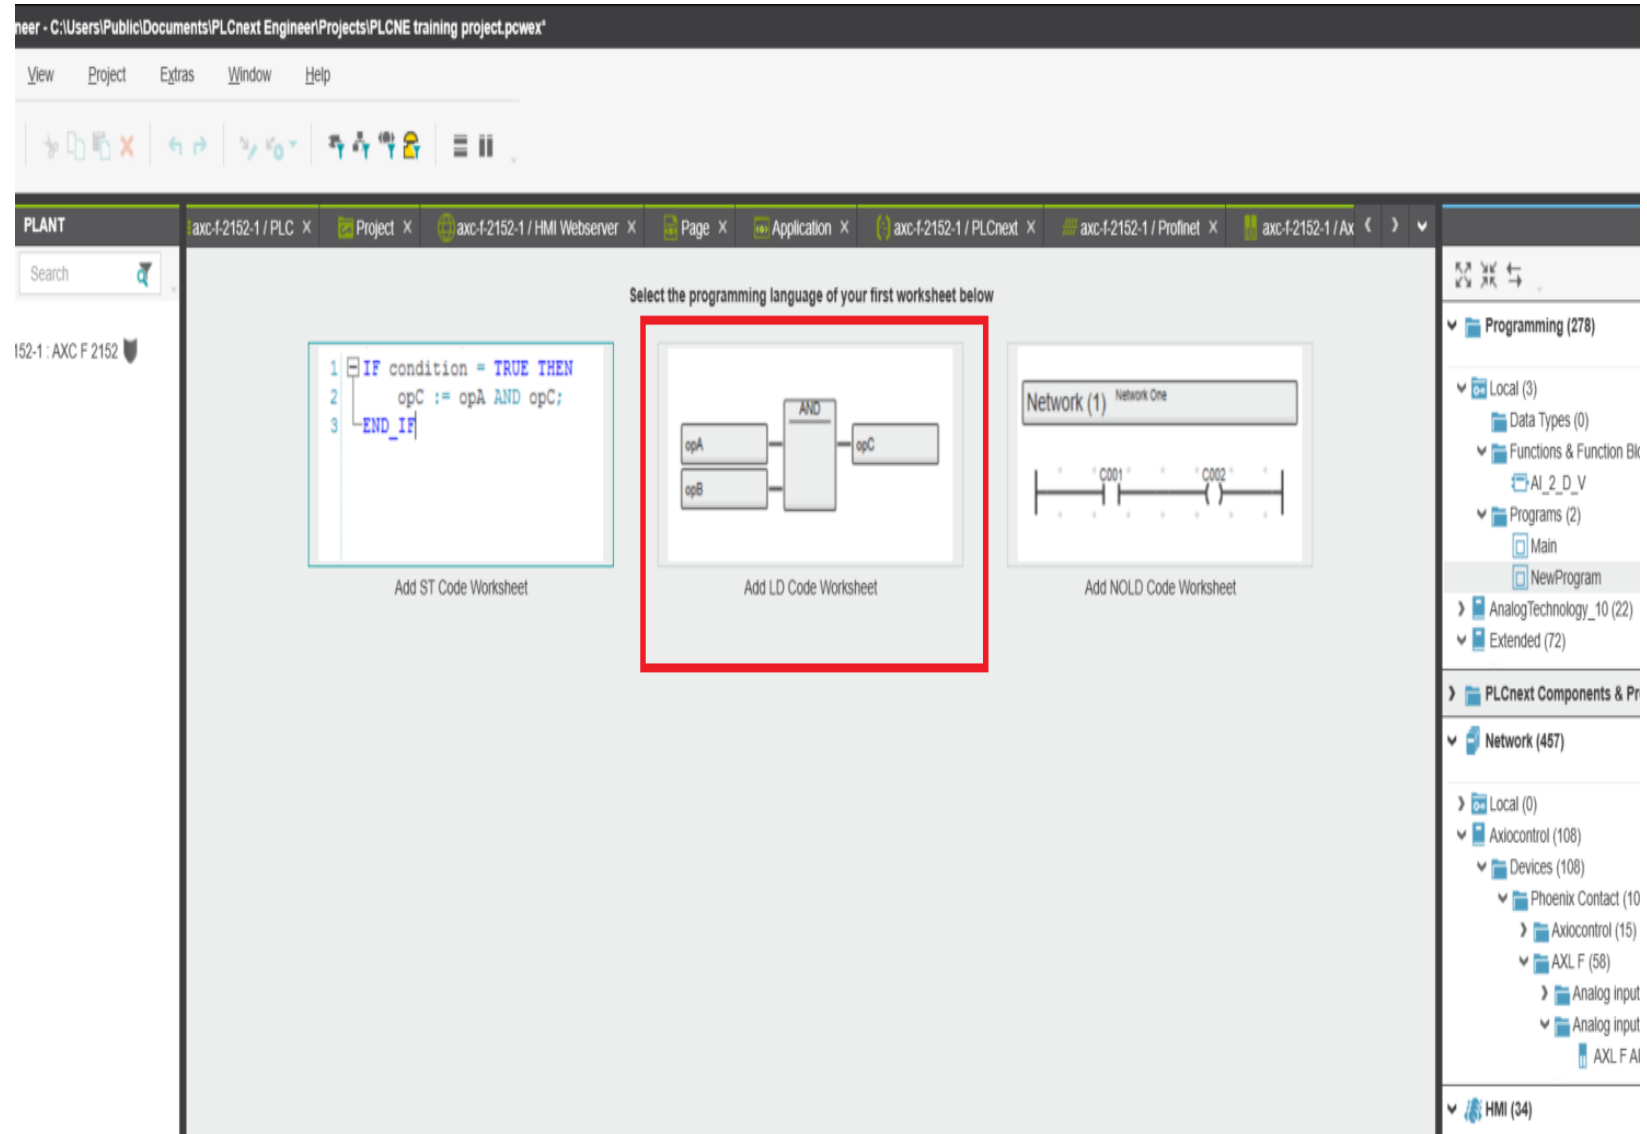 neer - C:\Users\Public\Documents\PLCnext Engineer\Projects\PLCNE training project.pcwex*
View Project Extras Window Help
PLANT
axc-f-2152-1 / PLC × Project × axc-f-2152-1 / HMI Webserver × Page × Application × axc-f-2152-1 / PLCnext × axc-f-2152-1 / Profinet × axc-f-2152-1 / Ax
Search
152-1 : AXC F 2152
Select the programming language of your first worksheet below
1 IF condition = TRUE THEN
2 opC := opA AND opC;
3 END_IF
Add ST Code Worksheet
AND
opA
opB
opC
Add LD Code Worksheet
Network (1) Network One
C001 C002
Add NOLD Code Worksheet
Programming (278)
Local (3)
Data Types (0)
Functions & Function Blo
AI_2_D_V
Programs (2)
Main
NewProgram
AnalogTechnology_10 (22)
Extended (72)
PLCnext Components & Pr
Network (457)
Local (0)
Axiocontrol (108)
Devices (108)
Phoenix Contact (10
Axiocontrol (15)
AXL F (58)
Analog input
Analog input
AXL F AI
HMI (34)